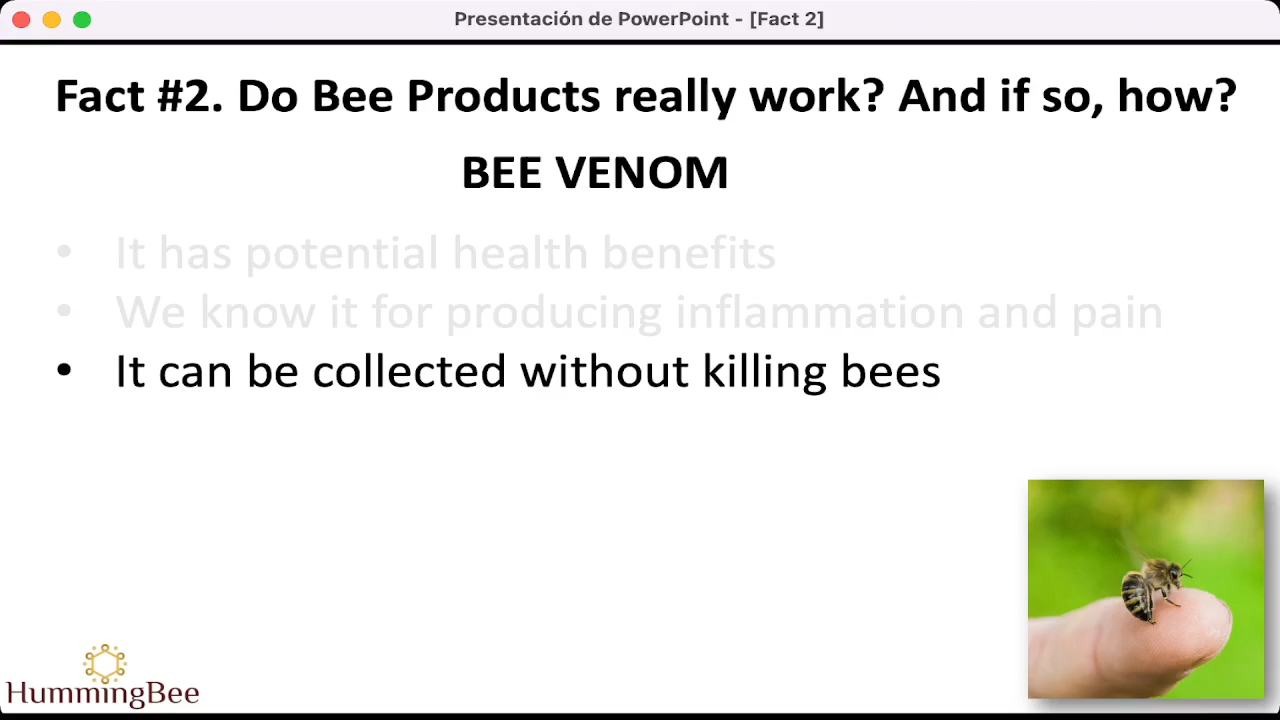 Presentación de PowerPoint - [Fact 2]
Fact #2. Do Bee Products really work? And if so, how?
BEE VENOM
• It has potential health benefits
• We know it for producing inflammation and pain
• It can be collected without killing bees
HummingBee